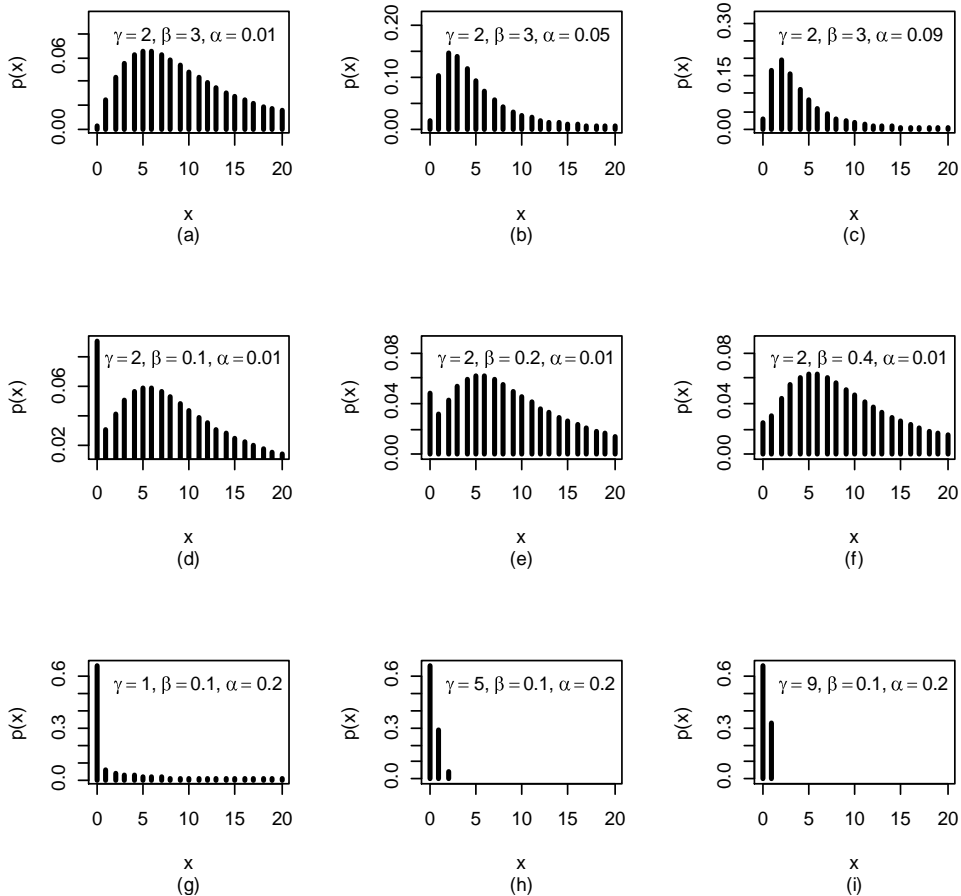 γ = 2, β = 3, α = 0.01
p(x)
0.00 0.06
0 5 10 15 20
x
(a)
γ = 2, β = 3, α = 0.05
p(x)
0.00 0.10 0.20
0 5 10 15 20
x
(b)
γ = 2, β = 3, α = 0.09
p(x)
0.00 0.15 0.30
0 5 10 15 20
x
(c)
γ = 2, β = 0.1, α = 0.01
p(x)
0.02 0.06
0 5 10 15 20
x
(d)
γ = 2, β = 0.2, α = 0.01
p(x)
0.00 0.04 0.08
0 5 10 15 20
x
(e)
γ = 2, β = 0.4, α = 0.01
p(x)
0.00 0.04 0.08
0 5 10 15 20
x
(f)
γ = 1, β = 0.1, α = 0.2
p(x)
0.0 0.3 0.6
0 5 10 15 20
x
(g)
γ = 5, β = 0.1, α = 0.2
p(x)
0.0 0.3 0.6
0 5 10 15 20
x
(h)
γ = 9, β = 0.1, α = 0.2
p(x)
0.0 0.3 0.6
0 5 10 15 20
x
(i)